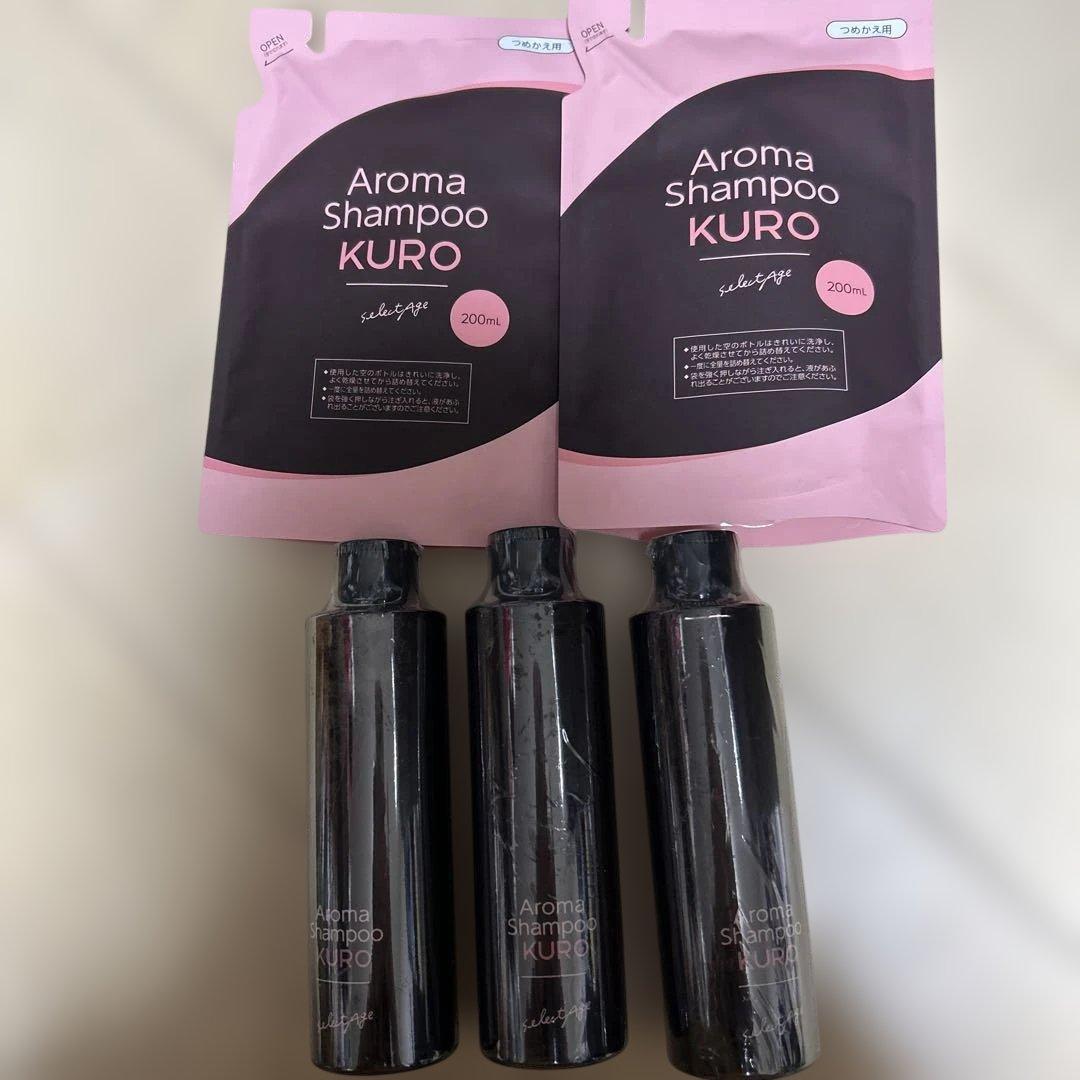 OPEN
つめかえ用
Aroma
Shampoo
KURO
SelectAge
200mL
◆使用した空のボトルはきれいに洗浄し、
よく乾燥させてから詰め替えてください。
◆一度に全量を詰め替えてください。
◆袋を強く押しながら注ぎ入れると、液があふ
れ出ることがございますのでご注意ください。
OPEN
つめかえ用
Aroma
Shampoo
KURO
SelectAge
200mL
◆使用した空のボトルはきれいに洗浄し、
よく乾燥させてから詰め替えてください。
◆一度に全量を詰め替えてください。
◆袋を強く押しながら注ぎ入れると、液があふ
れ出ることがございますのでご注意ください。
Aroma
Shampoo
KURO
SelectAge
Aroma
Shampoo
KURO
SelectAge
Aroma
Shampoo
KURO
SelectAge